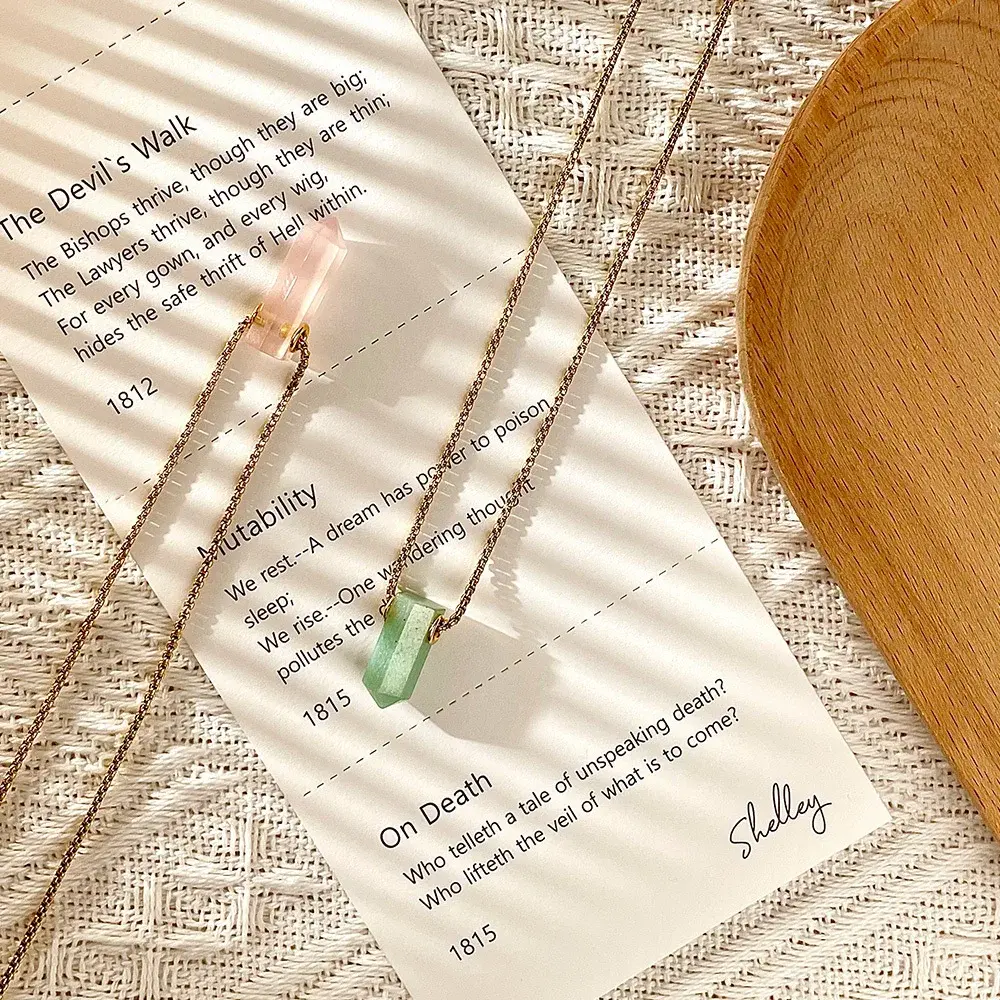 The Devil`s Walk
The Bishops thrive, though they are big;
The Lawyers thrive, though they are thin;
For every gown, and every wig,
hides the safe thrift of Hell within.
1812
Mutability
We rest.--A dream has power to poison
sleep;
We rise.--One wandering thought
pollutes the
1815
On Death
Who telleth a tale of unspeaking death?
Who lifteth the veil of what is to come?
1815
Shelley